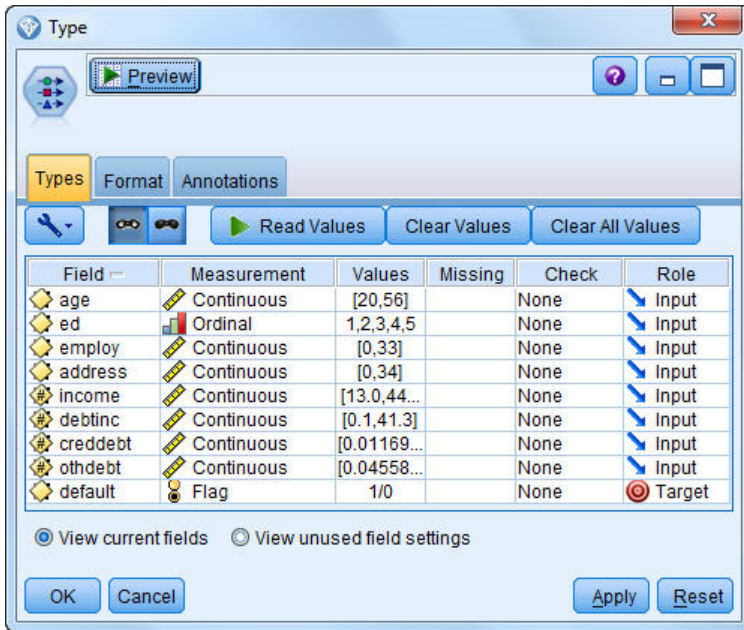 Type
Preview
Types Format Annotations
Read Values Clear Values Clear All Values
Field Measurement Values Missing Check Role
age Continuous [20,56] None Input
ed Ordinal 1,2,3,4,5 None Input
employ Continuous [0,33] None Input
address Continuous [0,34] None Input
income Continuous [13.0,44... None Input
debtinc Continuous [0.1,41.3] None Input
creddebt Continuous [0.01169... None Input
othdebt Continuous [0.04558... None Input
default Flag 1/0 None Target
View current fields View unused field settings
OK Cancel Apply Reset